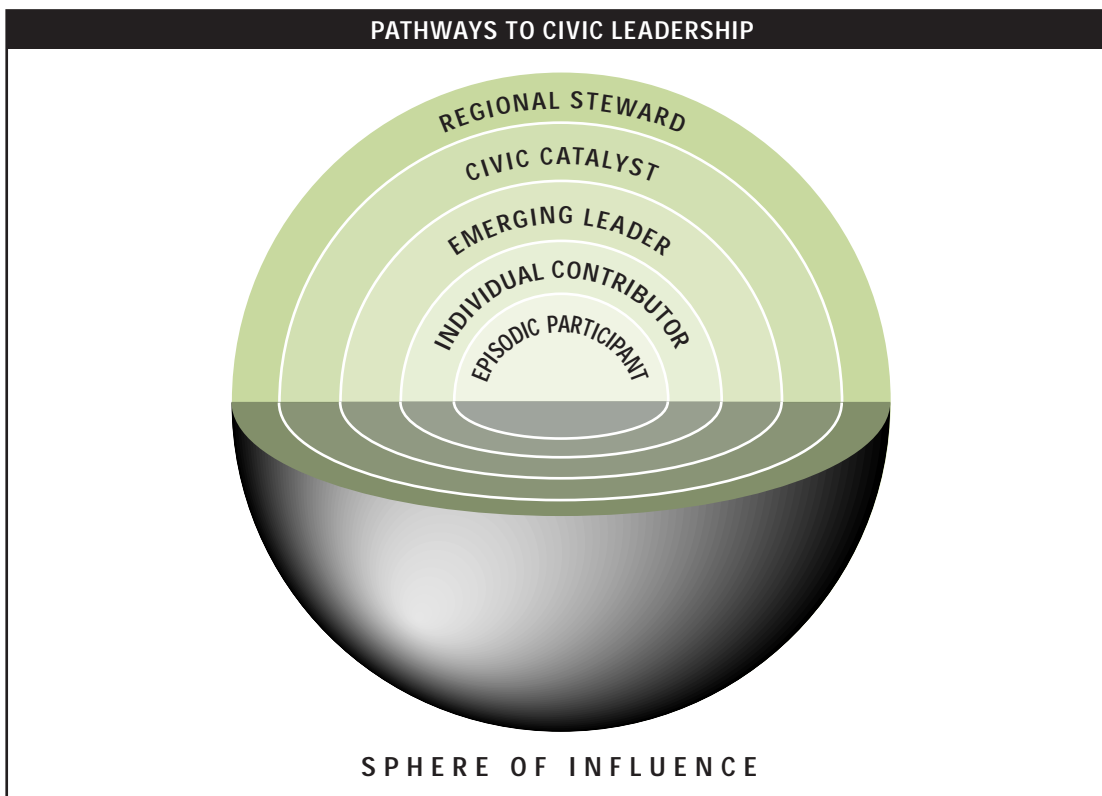 PATHWAYS TO CIVIC LEADERSHIP
REGIONAL STEWARD
CIVIC CATALYST
EMERGING LEADER
INDIVIDUAL CONTRIBUTOR
EPISODIC PARTICIPANT
SPHERE OF INFLUENCE